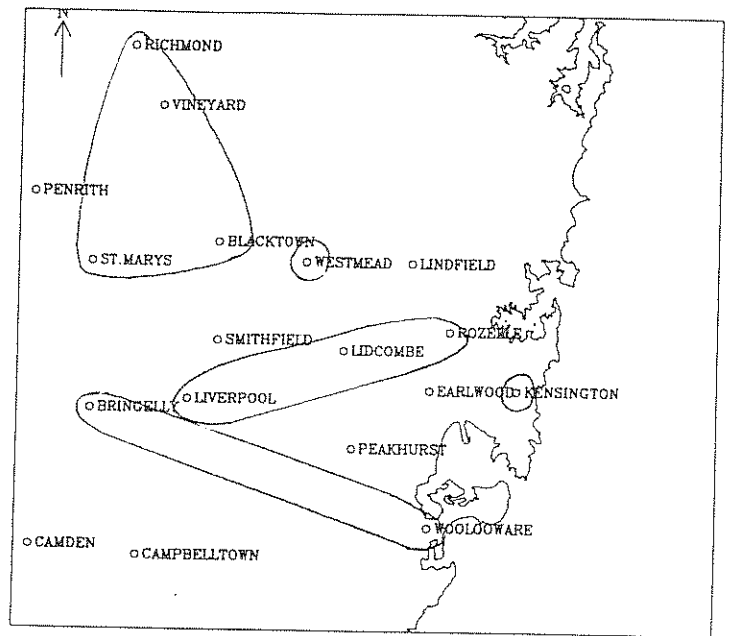 N
RICHMOND
VINEYARD
PENRITH
BLACKTOWN
ST.MARYS
WESTMEAD
LINDFIELD
ROZELLE
SMITHFIELD
LIDCOMBE
LIVERPOOL
EARLWOOD
KENSINGTON
BRINGELLY
PEAKHURST
WOOLOOWARE
CAMDEN
CAMPBELLTOWN